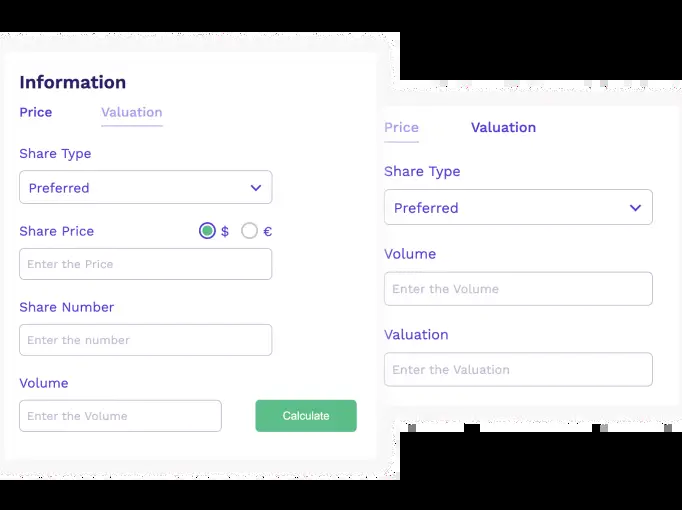 Information
Price Valuation
Share Type
Preferred
Share Price $ €
Enter the Price
Share Number
Enter the number
Volume
Enter the Volume Calculate
Price Valuation
Share Type
Preferred
Volume
Enter the Volume
Valuation
Enter the Valuation